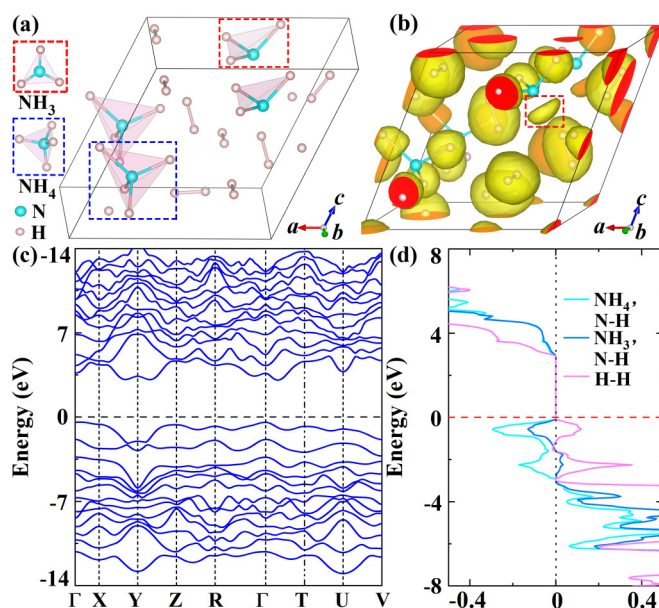 (a)
NH3
NH4
N
H
a
b
c
(b)
a
b
c
(c)
Energy (eV)
-14
7
0
-7
-14
Γ X Y Z R Γ T U V
(d)
Energy (eV)
8
4
0
-4
-8
NH4,
N-H
NH3,
N-H
H-H
-0.4 0 0.4